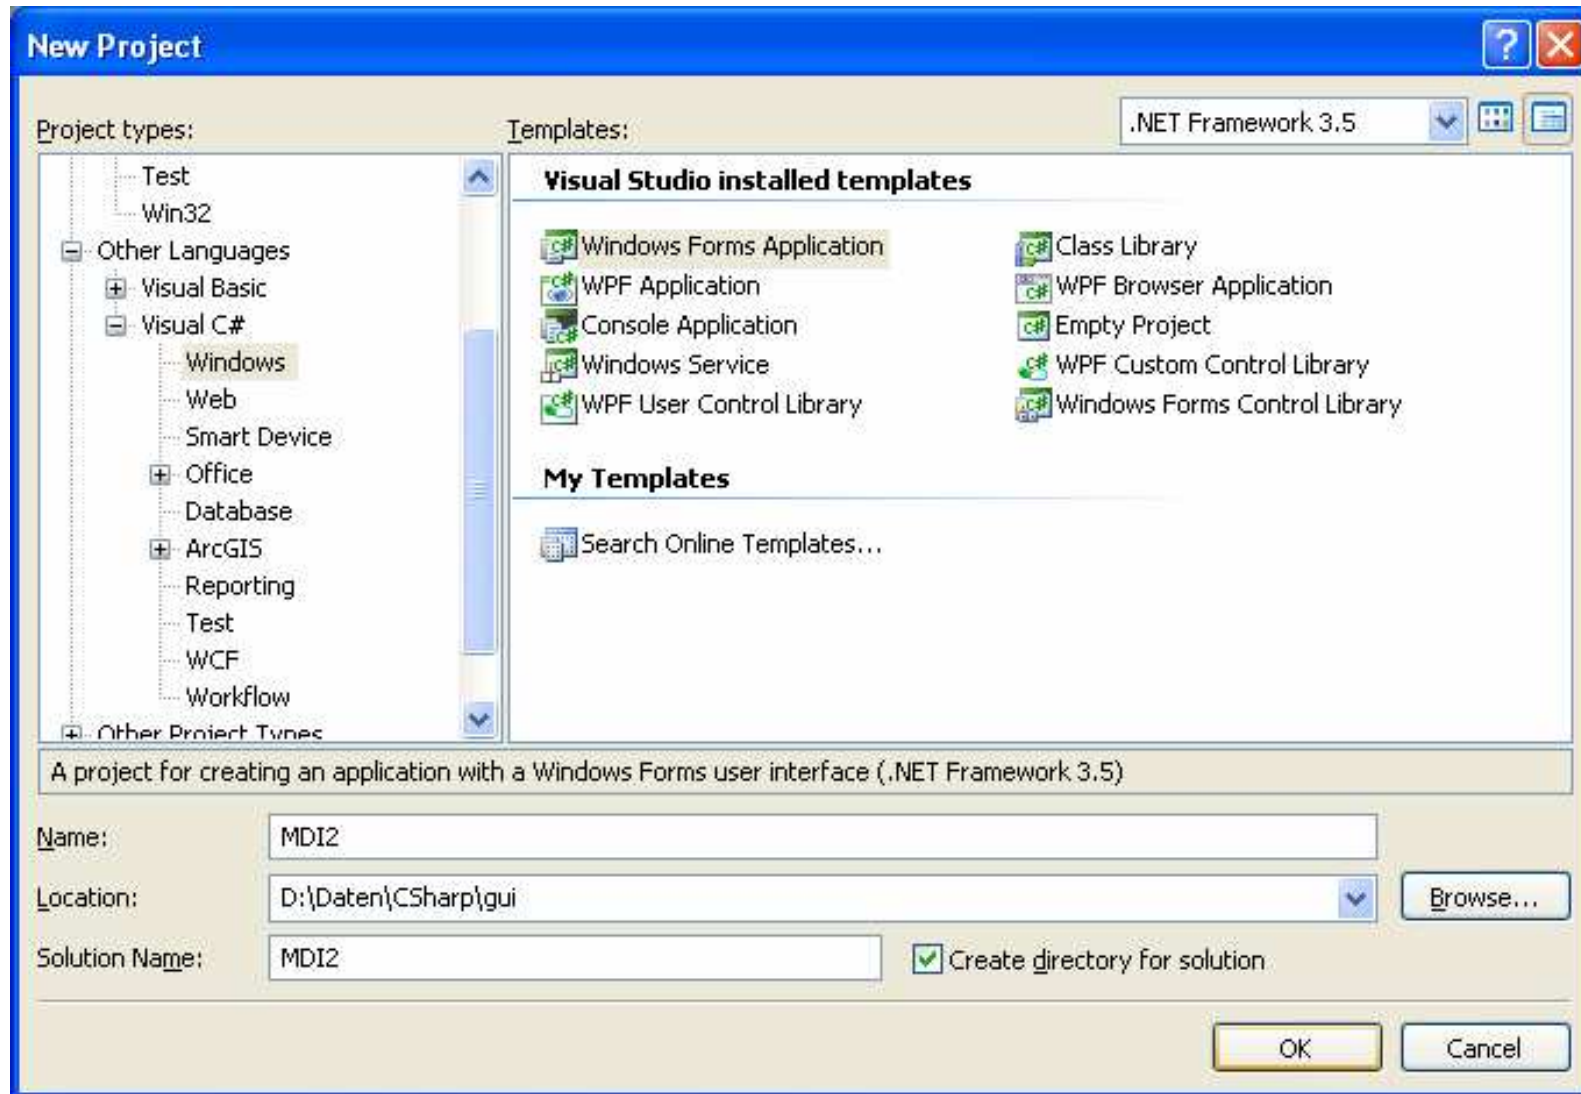 New Project
Project types:
Templates:
.NET Framework 3.5
Test
Win32
Other Languages
Visual Basic
Visual C#
Windows
Web
Smart Device
Office
Database
ArcGIS
Reporting
Test
WCF
Workflow
Other Project Types
Visual Studio installed templates
Windows Forms Application
Class Library
WPF Application
WPF Browser Application
Console Application
Empty Project
Windows Service
WPF Custom Control Library
WPF User Control Library
Windows Forms Control Library
My Templates
Search Online Templates...
A project for creating an application with a Windows Forms user interface (.NET Framework 3.5)
Name:
MDI2
Location:
D:\Daten\CSharp\gui
Browse...
Solution Name:
MDI2
Create directory for solution
OK
Cancel